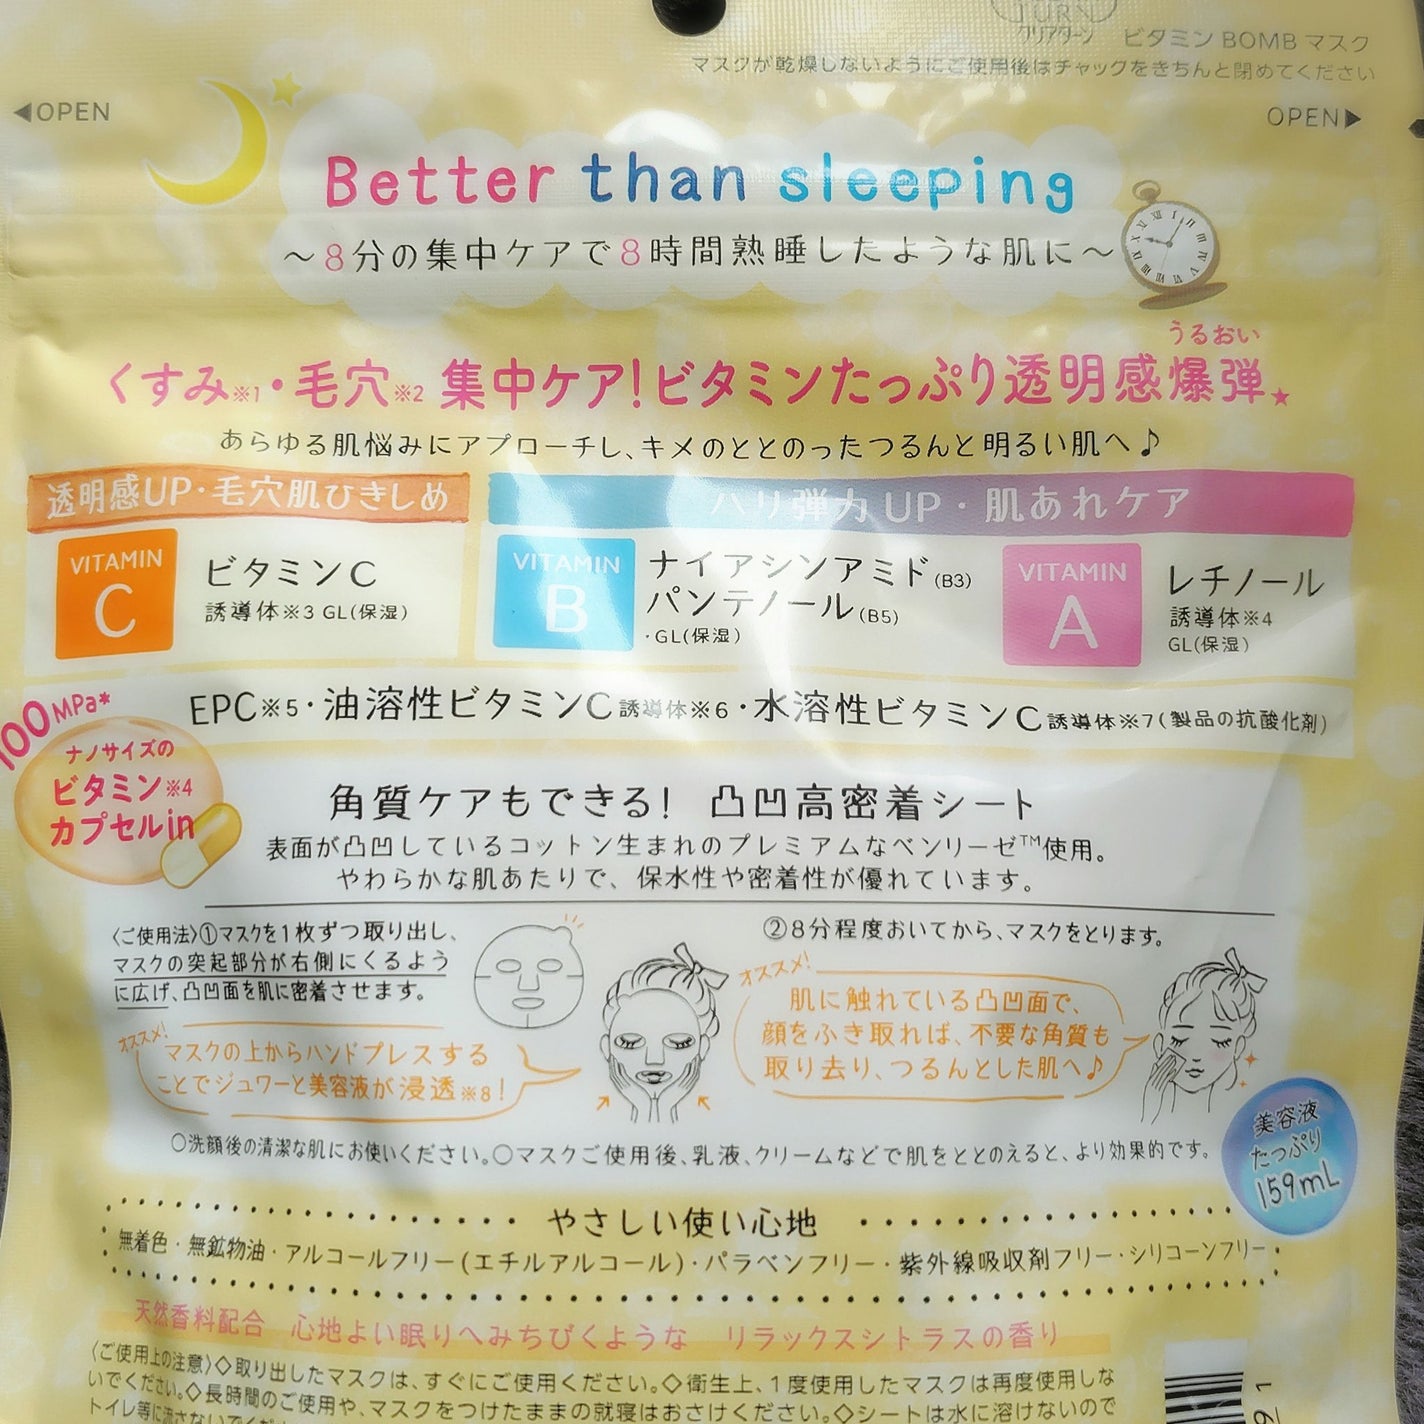 TURN
クリアターン ビタミン BOMB マスク
マスクが乾燥しないようにご使用後はチャックをきちんと閉めてください
◀OPEN
OPEN▶
Better than sleeping
～8分の集中ケアで8時間熟睡したような肌に～
うるおい
くすみ※1・毛穴※2 集中ケア!ビタミンたっぷり透明感爆弾★
あらゆる肌悩みにアプローチし、キメのととのったつるんと明るい肌へ♪
透明感UP・毛穴肌ひきしめ
ハリ弾力UP・肌あれケア
VITAMIN
C
ビタミンC
誘導体※3 GL(保湿)
VITAMIN
B
ナイアシンアミド(B3)
パンテノール(B5)
・GL(保湿)
VITAMIN
A
レチノール
誘導体※4
GL(保湿)
EPC※5・油溶性ビタミンC誘導体※6・水溶性ビタミンC誘導体※7(製品の抗酸化剤)
100MPa*
ナノサイズの
ビタミン※4
カプセルin
角質ケアもできる! 凸凹高密着シート
表面が凸凹しているコットン生まれのプレミアムなベンリーゼ™使用。
やわらかな肌あたりで、保水性や密着性が優れています。
〈ご使用法〉①マスクを1枚ずつ取り出し、
マスクの突起部分が右側にくるよう
に広げ、凸凹面を肌に密着させます。
オススメ!
マスクの上からハンドプレスする
ことでジュワーと美容液が浸透※8!
②8分程度おいてから、マスクをとります。
オススメ!
肌に触れている凸凹面で、
顔をふき取れば、不要な角質も
取り去り、つるんとした肌へ♪
○洗顔後の清潔な肌にお使いください。○マスクご使用後、乳液、クリームなどで肌をととのえると、より効果的です。
美容液
たっぷり
159mL
やさしい使い心地
無着色・無鉱物油・アルコールフリー(エチルアルコール)・パラベンフリー・紫外線吸収剤フリー・シリコーンフリー
天然香料配合 心地よい眠りへみちびくような リラックスシトラスの香り
〈ご使用上の注意〉◇取り出したマスクは、すぐにご使用ください。◇衛生上、1度使用したマスクは再度使用しな
いでください。◇長時間のご使用や、マスクをつけたままの就寝はおさけください。◇シートは水に溶けないので
トイレ等に流さないでくだ